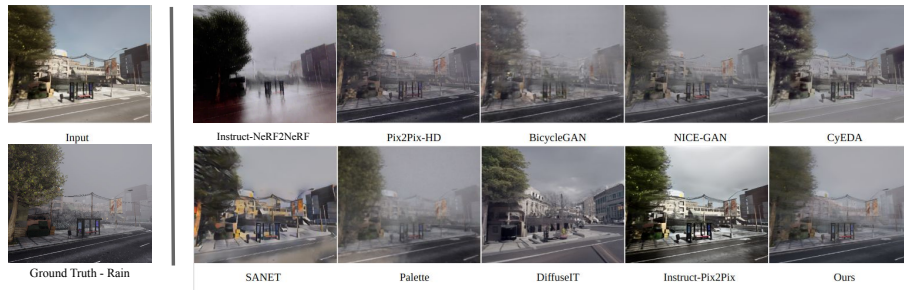 Input
Instruct-NeRF2NeRF
Pix2Pix-HD
BicycleGAN
NICE-GAN
CyEDA
Ground Truth - Rain
SANET
Palette
DiffuseIT
Instruct-Pix2Pix
Ours